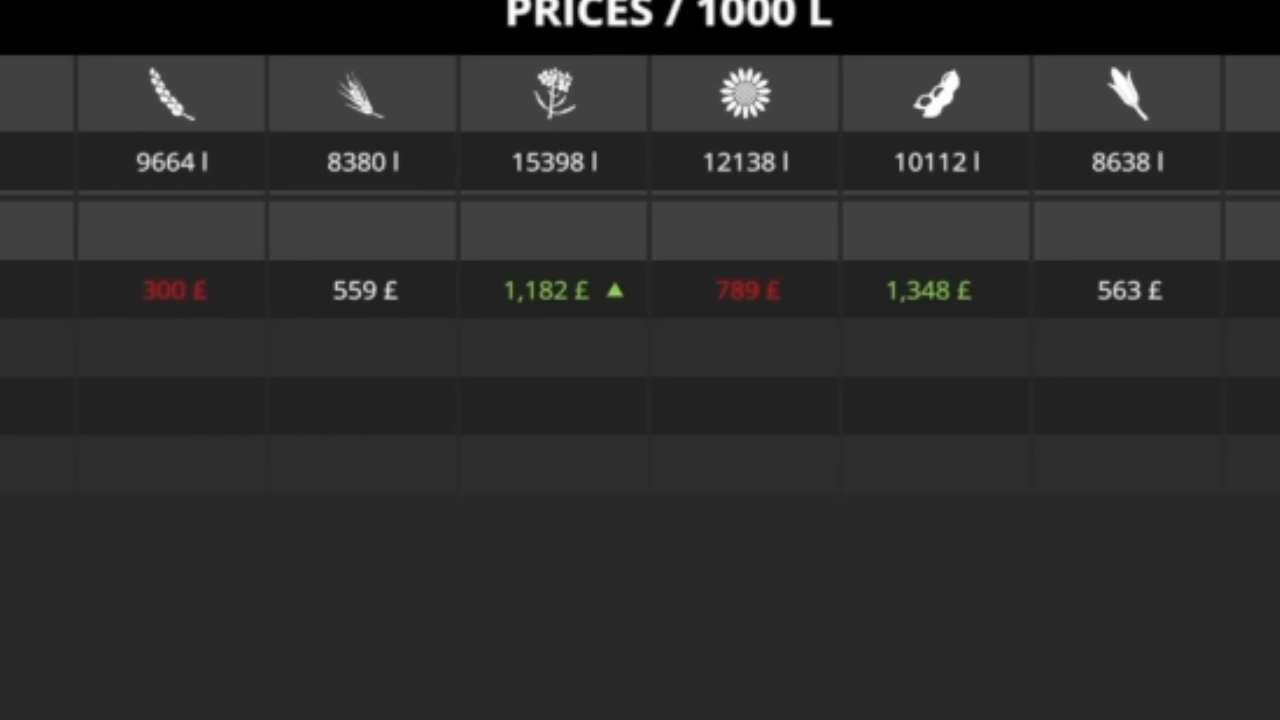 PRICES / 1000 L
9664 l 8380 l 15398 l 12138 l 10112 l 8638 l
300 £ 559 £ 1,182 £ 789 £ 1,348 £ 563 £